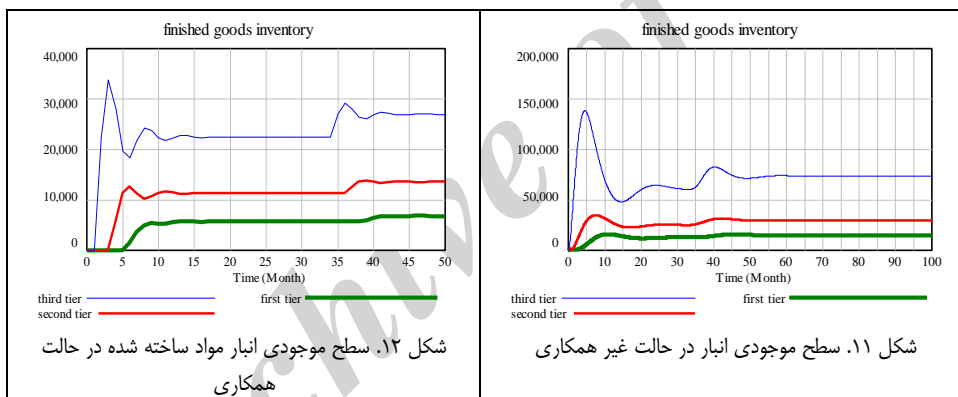 finished goods inventory
40,000
30,000
20,000
10,000
0
0 5 10 15 20 25 30 35 40 45 50
Time (Month)
third tier first tier
second tier
شکل ۱۲. سطح موجودی انبار مواد ساخته شده در حالت
همکاری
finished goods inventory
200,000
150,000
100,000
50,000
0
0 10 20 30 40 50 60 70 80 90 100
Time (Month)
third tier first tier
second tier
شکل ۱۱. سطح موجودی انبار در حالت غیر همکاری